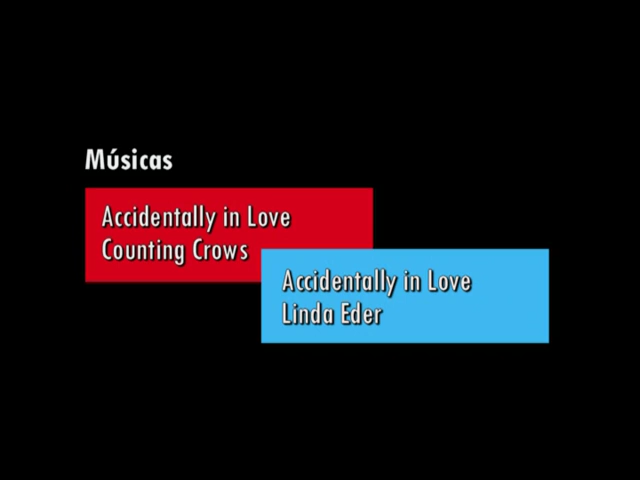 Músicas
Accidentally in Love
Counting Crows
Accidentally in Love
Linda Eder